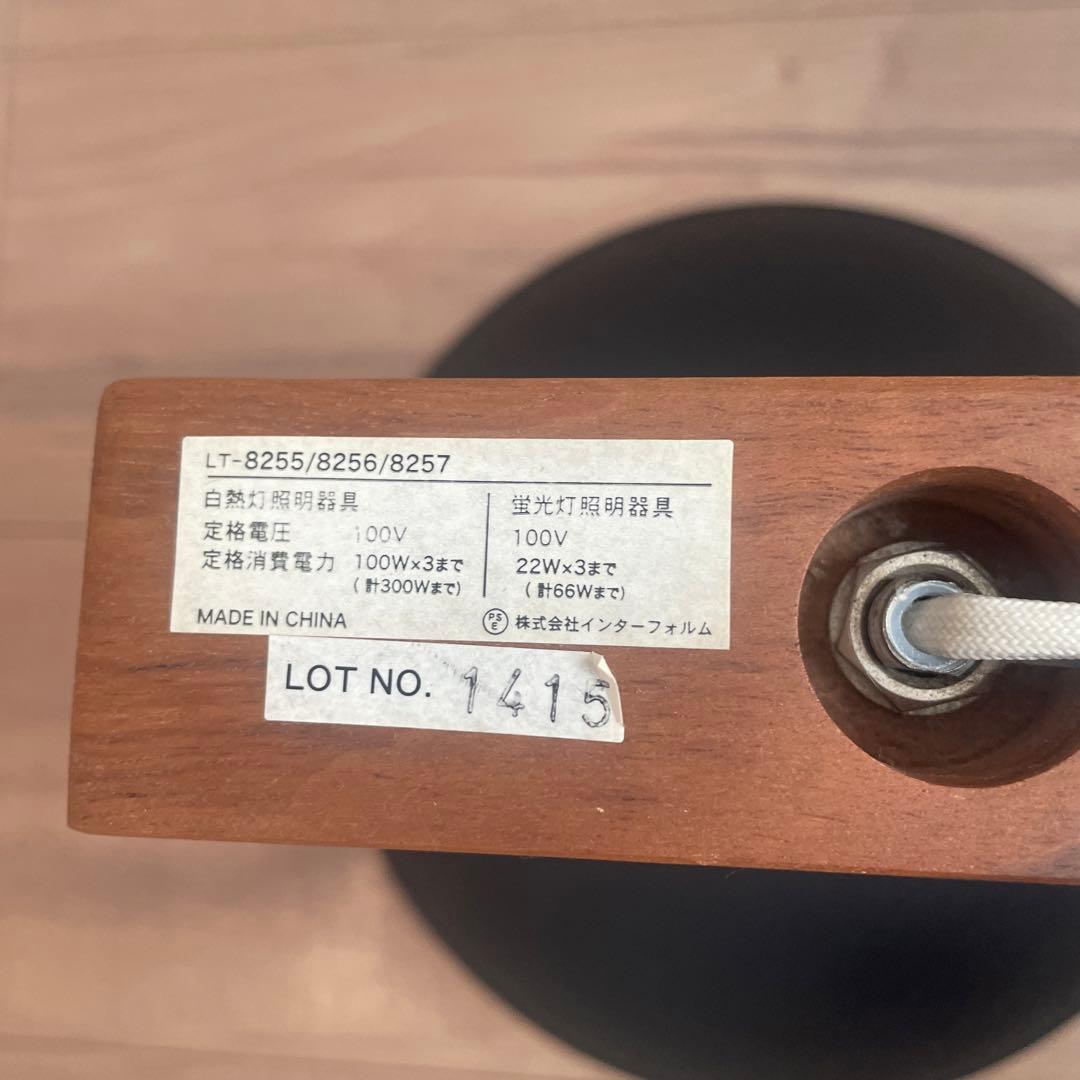 LT-8255/8256/8257
白熱灯照明器具
定格電圧 100V
定格消費電力 100W×3まで
(計300Wまで)
蛍光灯照明器具
100V
22W×3まで
(計66Wまで)
MADE IN CHINA
PSE 株式会社インターフォルム
LOT NO. 1415